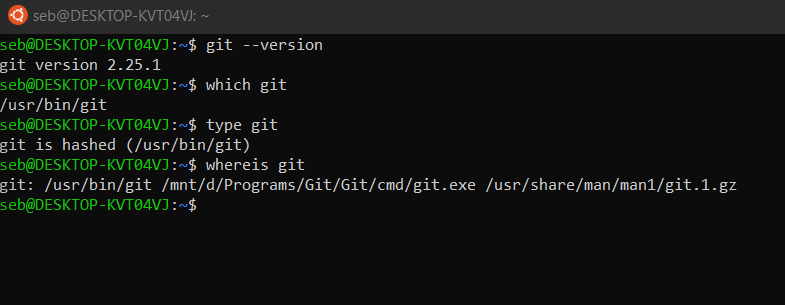 seb@DESKTOP-KVT04VJ: ~
seb@DESKTOP-KVT04VJ:~$ git --version
git version 2.25.1
seb@DESKTOP-KVT04VJ:~$ which git
/usr/bin/git
seb@DESKTOP-KVT04VJ:~$ type git
git is hashed (/usr/bin/git)
seb@DESKTOP-KVT04VJ:~$ whereis git
git: /usr/bin/git /mnt/d/Programs/Git/Git/cmd/git.exe /usr/share/man/man1/git.1.gz
seb@DESKTOP-KVT04VJ:~$